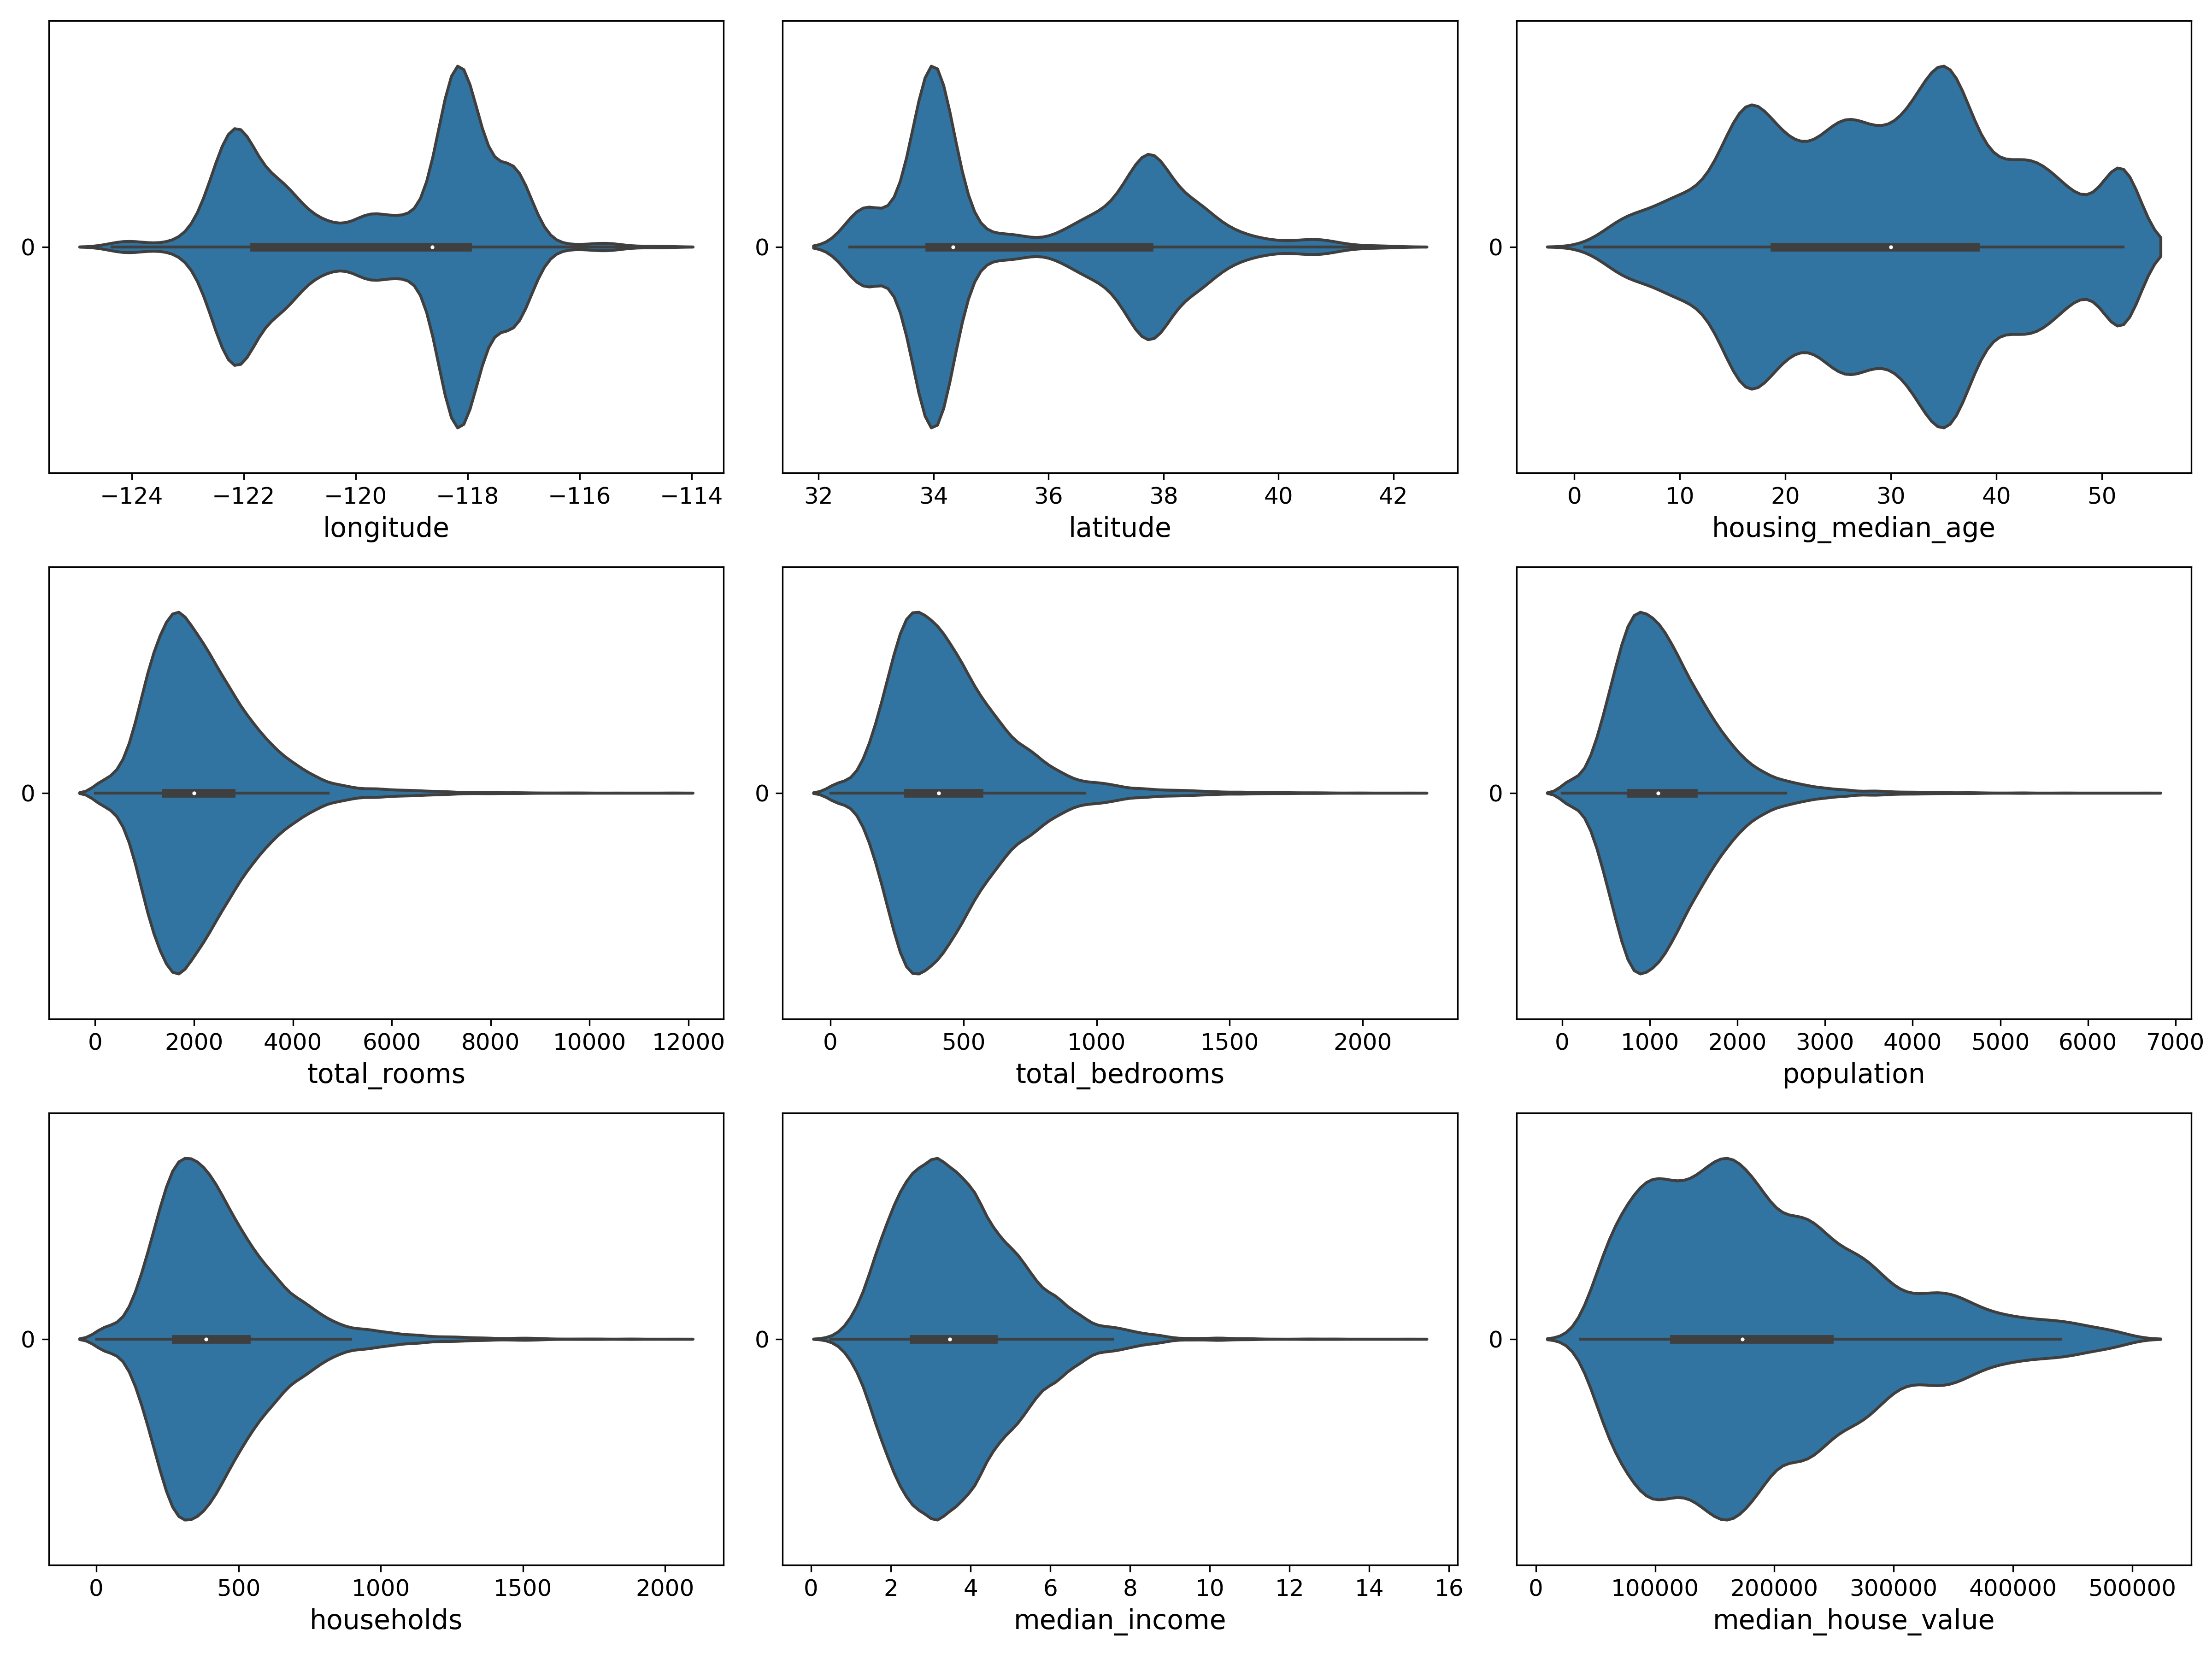 0 0 0
−124 −122 −120 −118 −116 −114 32 34 36 38 40 42 0 10 20 30 40 50
longitude latitude housing_median_age
0 0 0
0 2000 4000 6000 8000 10000 12000 0 500 1000 1500 2000 0 1000 2000 3000 4000 5000 6000 7000
total_rooms total_bedrooms population
0 0 0
0 500 1000 1500 2000 0 2 4 6 8 10 12 14 16 0 100000 200000 300000 400000 500000
households median_income median_house_value